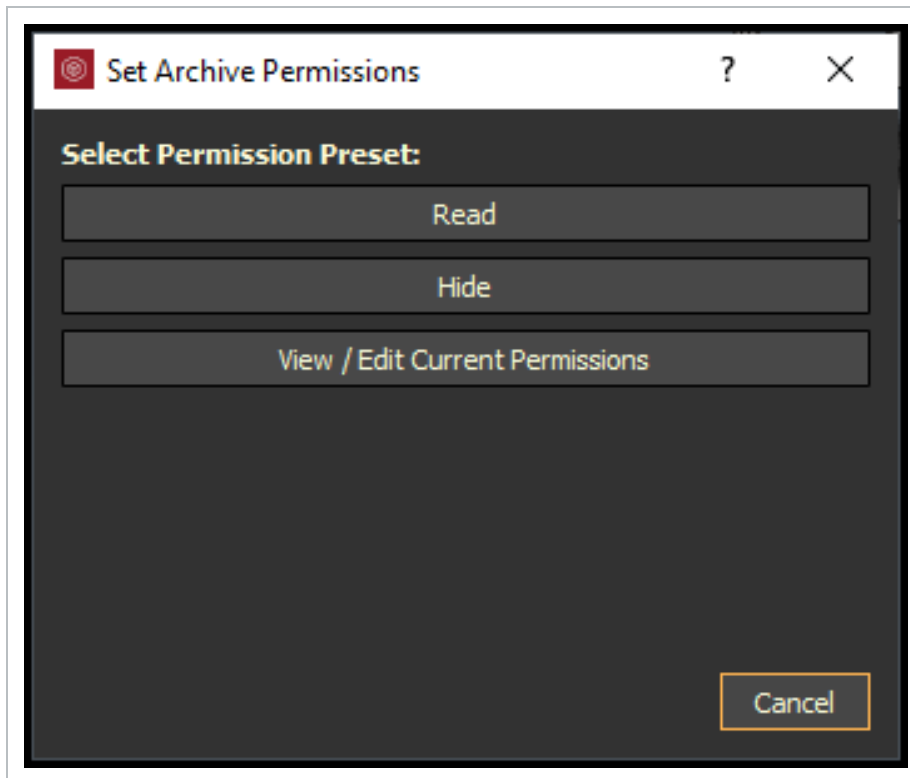 Set Archive Permissions ?
Select Permission Preset:
Read
Hide
View / Edit Current Permissions
Cancel